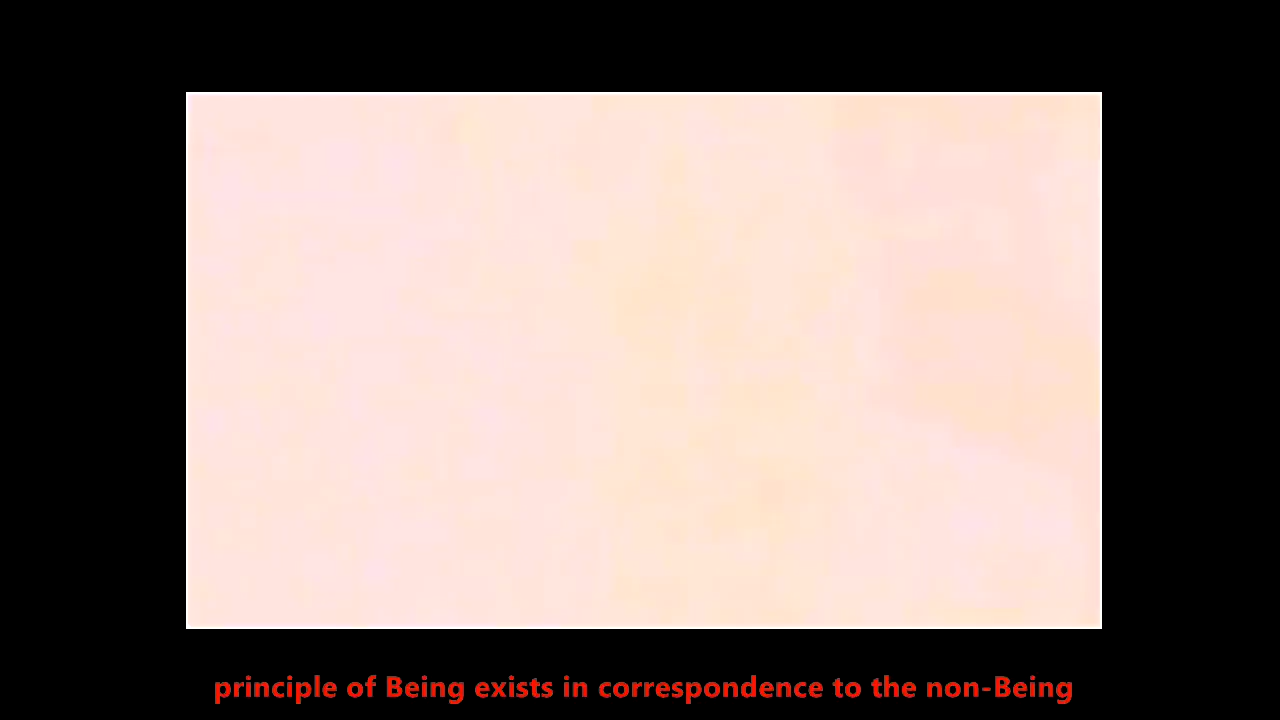 principle of Being exists in correspondence to the non-Being